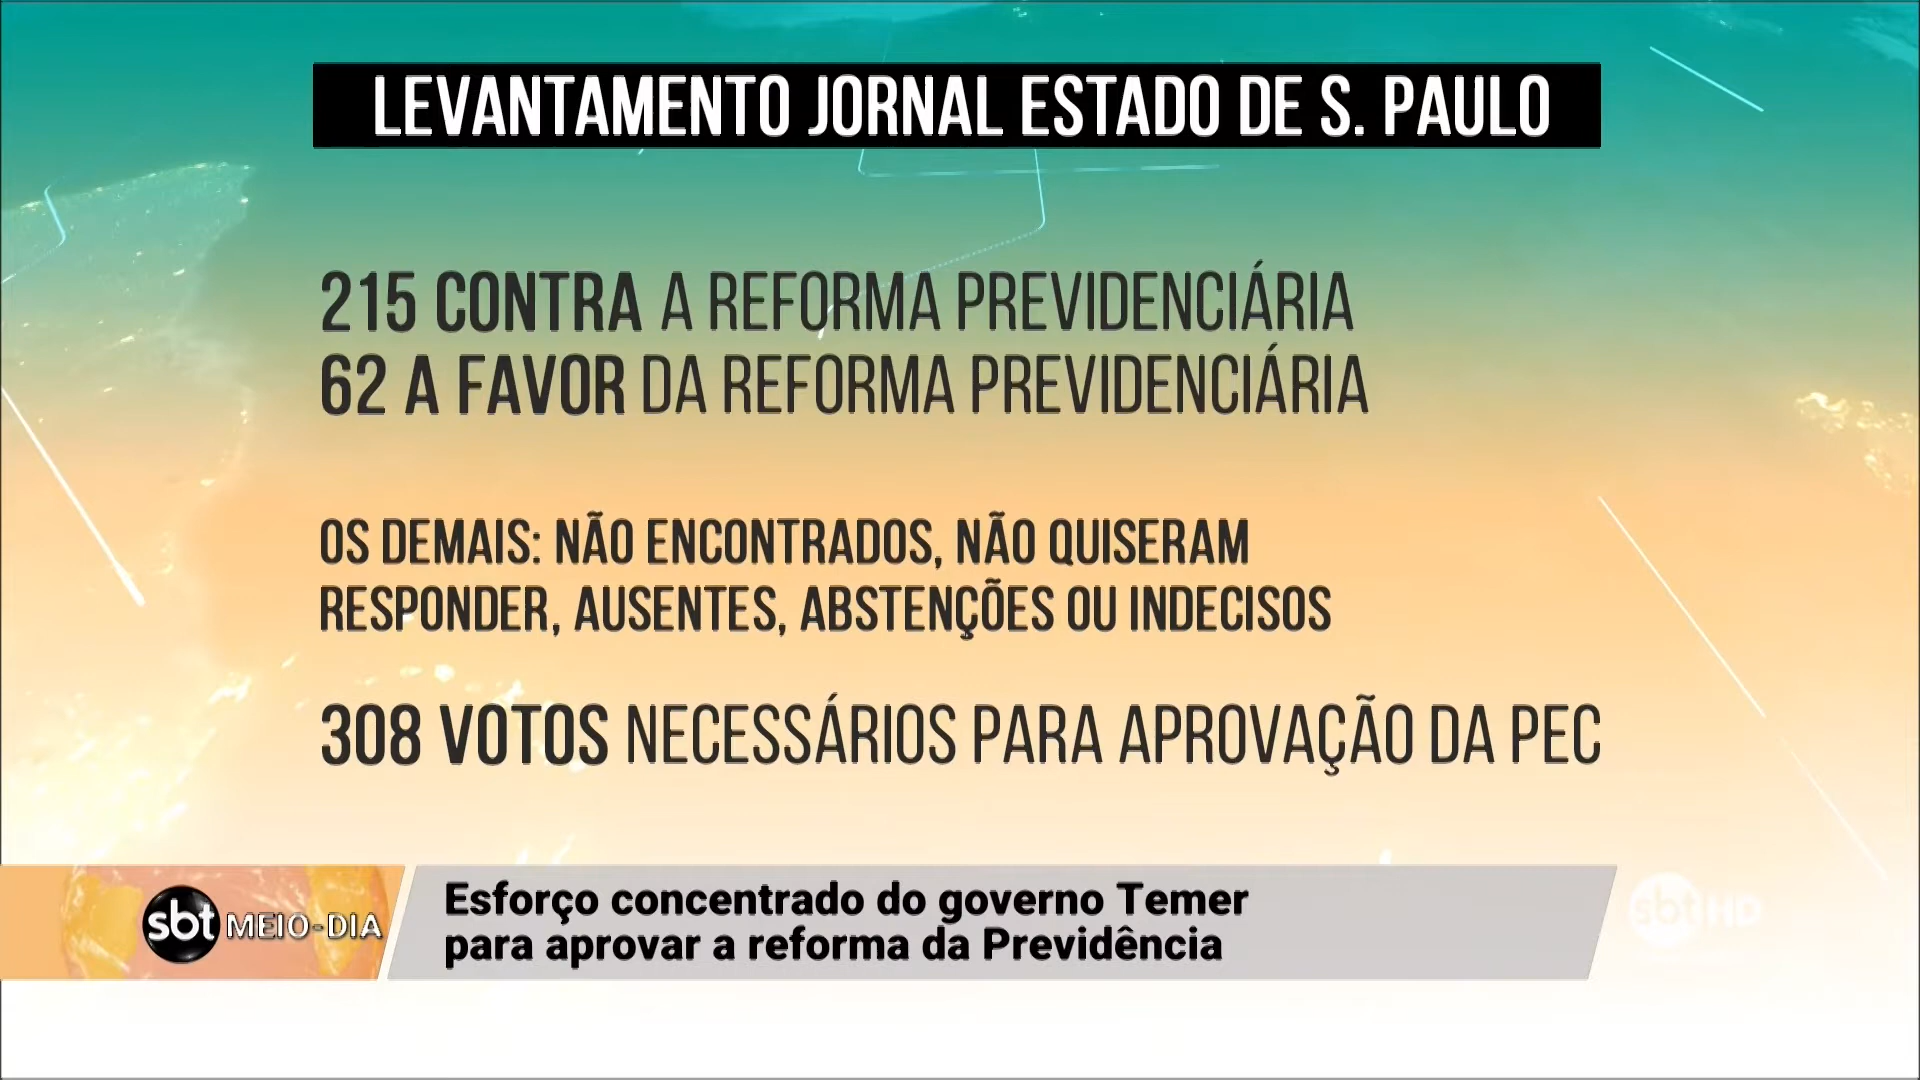 LEVANTAMENTO JORNAL ESTADO DE S. PAULO
215 CONTRA A REFORMA PREVIDENCIÁRIA
62 A FAVOR DA REFORMA PREVIDENCIÁRIA
OS DEMAIS: NÃO ENCONTRADOS, NÃO QUISERAM
RESPONDER, AUSENTES, ABSTENÇÕES OU INDECISOS
308 VOTOS NECESSÁRIOS PARA APROVAÇÃO DA PEC
sbt MEIO-DIA
Esforço concentrado do governo Temer
para aprovar a reforma da Previdência
sbt HD